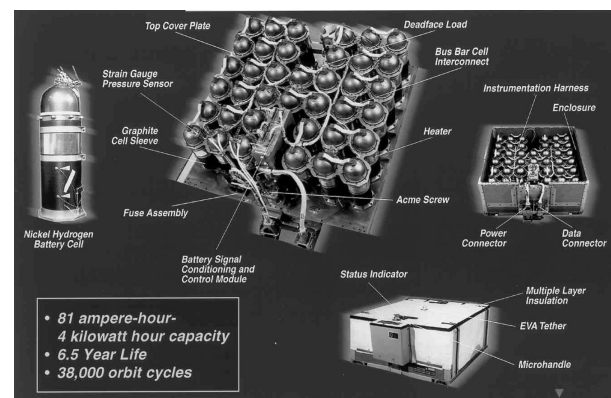 Top Cover Plate
Deadface Load
Bus Bar Cell
Interconnect
Strain Gauge
Pressure Sensor
Instrumentation Harness
Enclosure
Graphite
Cell Sleeve
Heater
Fuse Assembly
Acme Screw
Nickel Hydrogen
Battery Cell
Power
Connector
Data
Connector
Battery Signal
Conditioning and
Control Module
Status Indicator
Multiple Layer
Insulation
EVA Tether
Microhandle
• 81 ampere-hour-
4 kilowatt hour capacity
• 6.5 Year Life
• 38,000 orbit cycles